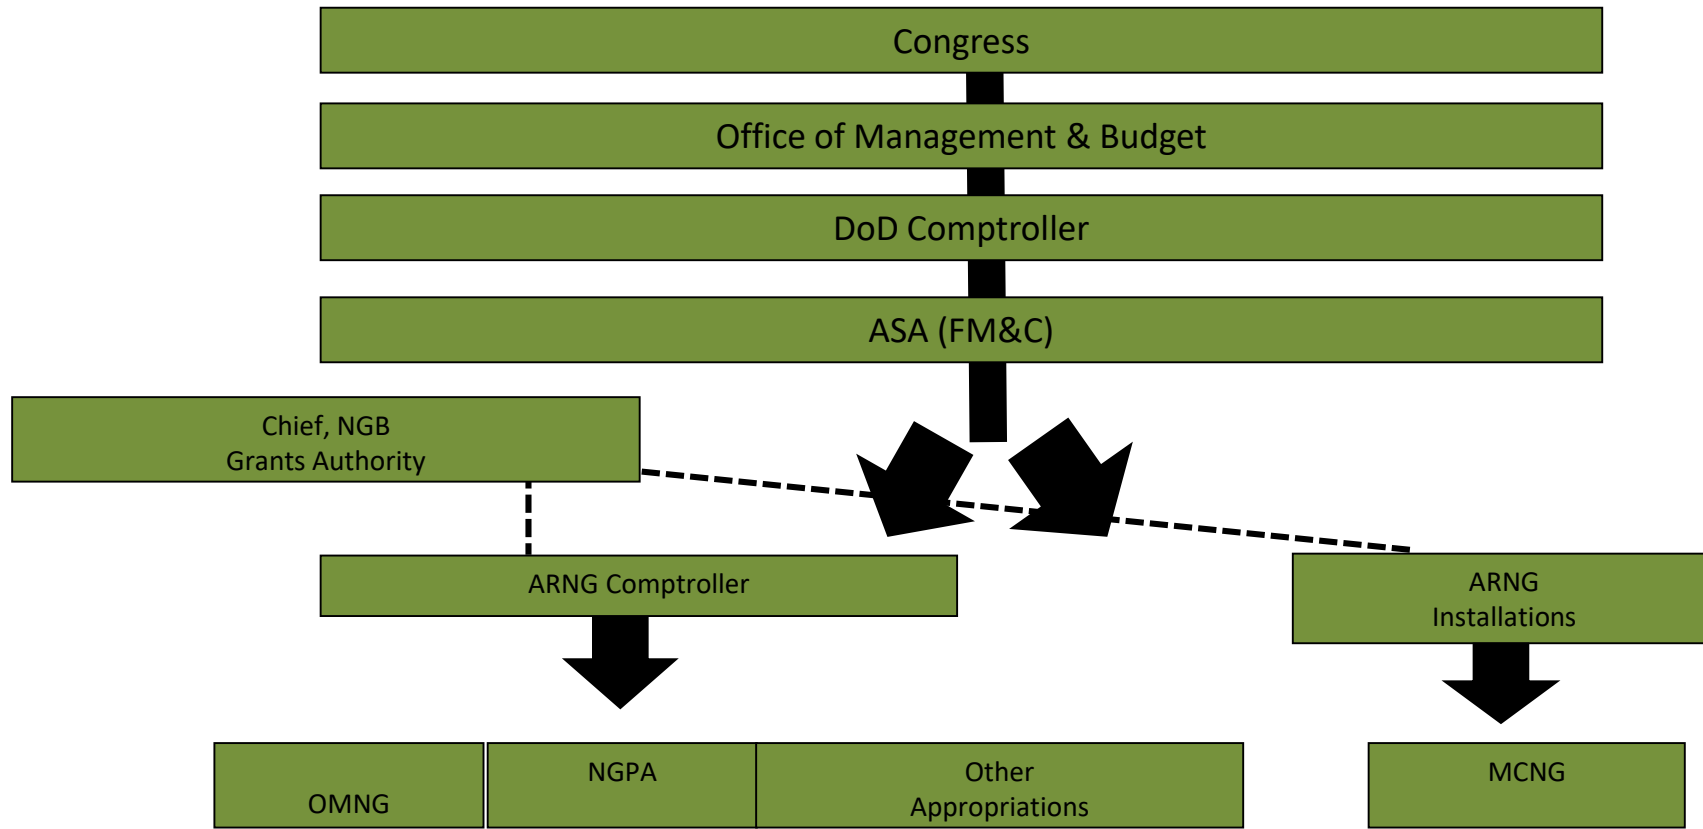 Congress
Office of Management & Budget
DoD Comptroller
ASA (FM&C)
Chief, NGB
Grants Authority
ARNG Comptroller
ARNG
Installations
OMNG
NGPA
Other
Appropriations
MCNG